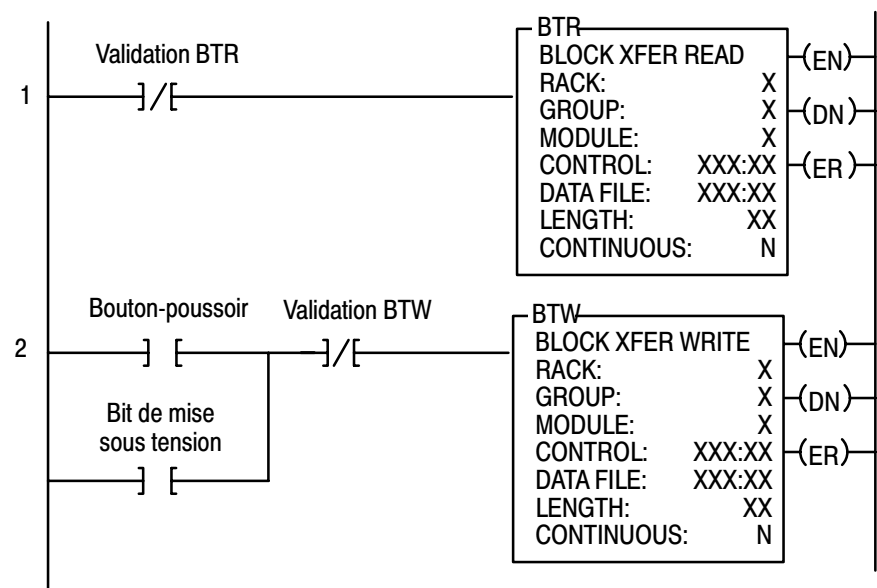 Validation BTR
1
BTR
BLOCK XFER READ
RACK: X
GROUP: X
MODULE: X
CONTROL: XXX:XX
DATA FILE: XXX:XX
LENGTH: XX
CONTINUOUS: N
(EN)
(DN)
(ER)
Bouton-poussoir
Validation BTW
2
Bit de mise
sous tension
BTW
BLOCK XFER WRITE
RACK: X
GROUP: X
MODULE: X
CONTROL: XXX:XX
DATA FILE: XXX:XX
LENGTH: XX
CONTINUOUS: N
(EN)
(DN)
(ER)